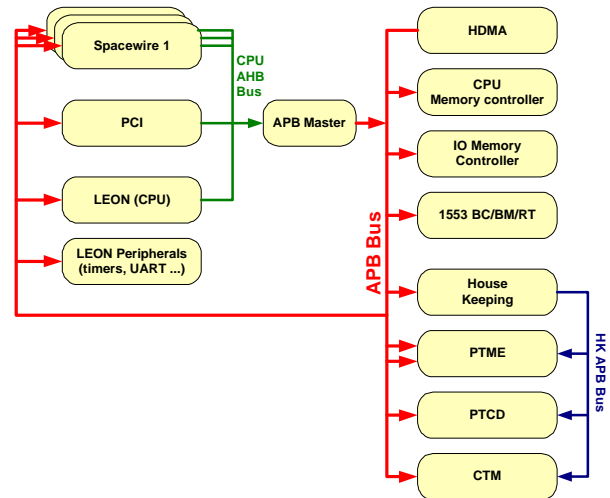 Spacewire 1
CPU
AHB
Bus
HDMA
CPU
Memory controller
PCI
APB Master
IO Memory
Controller
LEON (CPU)
1553 BC/BM/RT
APB Bus
LEON Peripherals
(timers, UART ...)
House
Keeping
PTME
HK APB Bus
PTCD
CTM